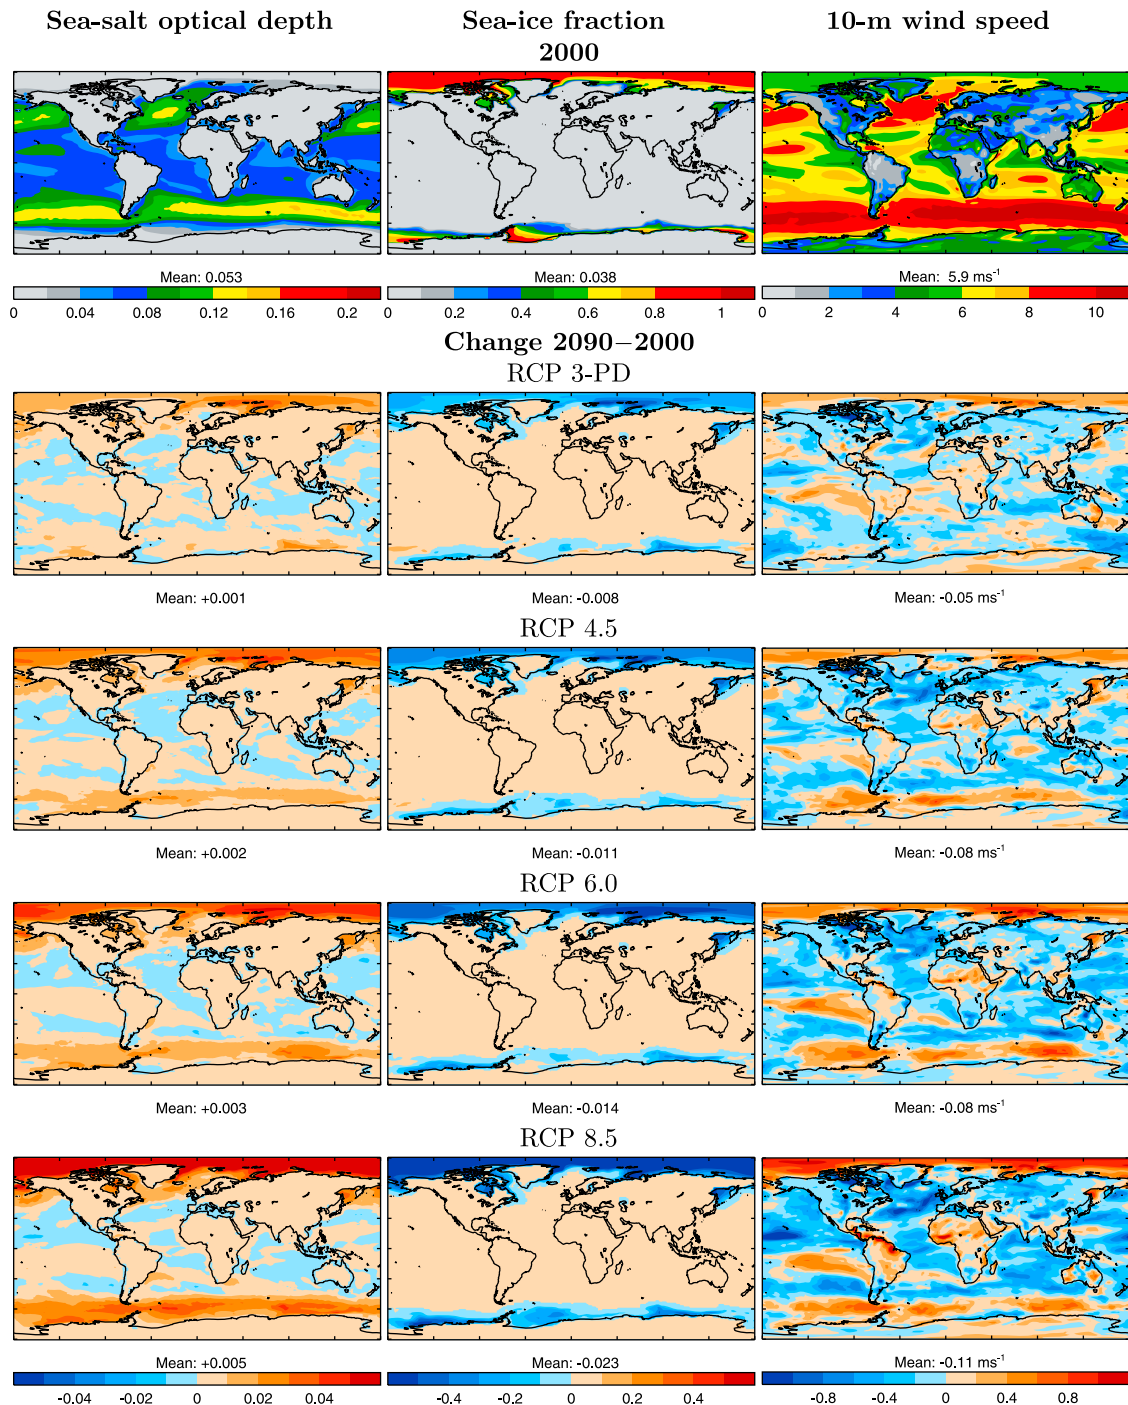 Sea-salt optical depth Sea-ice fraction 10-m wind speed
2000
Mean: 0.053 Mean: 0.038 Mean: 5.9 ms⁻¹
0 0.04 0.08 0.12 0.16 0.2 0 0.2 0.4 0.6 0.8 1 0 2 4 6 8 10
Change 2090–2000
RCP 3-PD
Mean: +0.001 Mean: -0.008 Mean: -0.05 ms⁻¹
RCP 4.5
Mean: +0.002 Mean: -0.011 Mean: -0.08 ms⁻¹
RCP 6.0
Mean: +0.003 Mean: -0.014 Mean: -0.08 ms⁻¹
RCP 8.5
Mean: +0.005 Mean: -0.023 Mean: -0.11 ms⁻¹
-0.04 -0.02 0 0.02 0.04 -0.4 -0.2 0 0.2 0.4 -0.8 -0.4 0 0.4 0.8